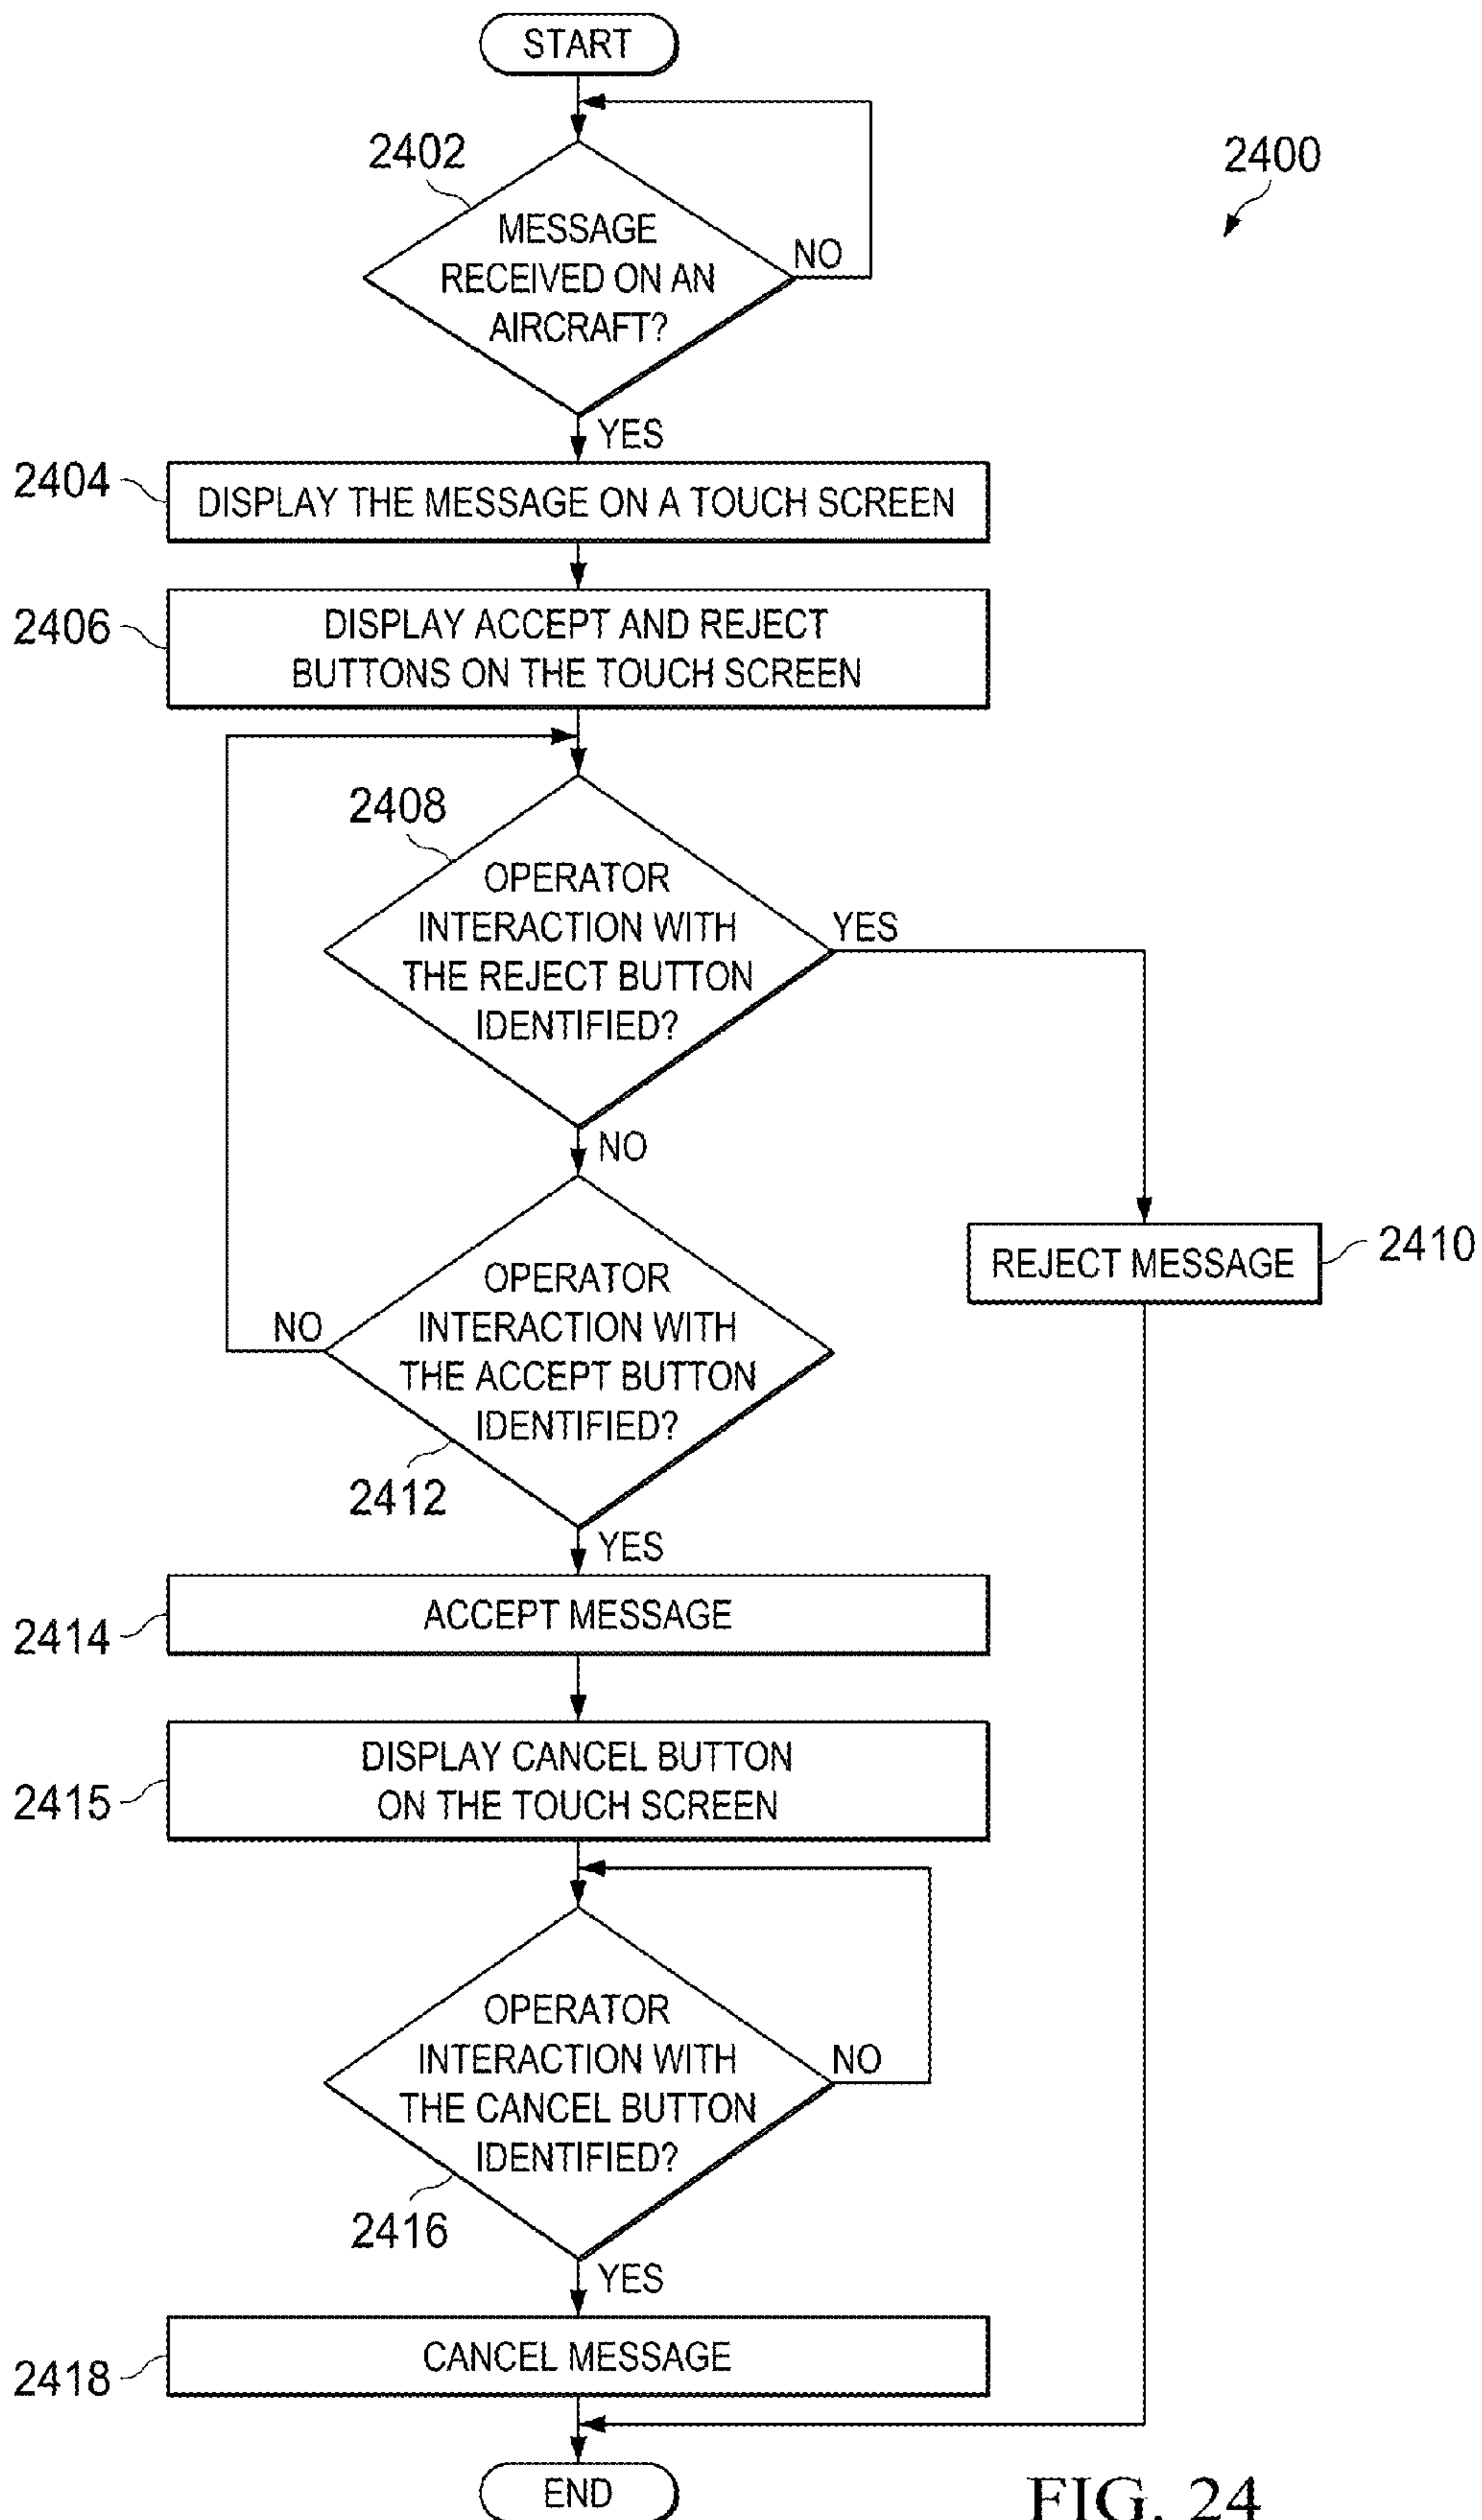 START
2400
2402
MESSAGE
RECEIVED ON AN
AIRCRAFT?
NO
YES
2404
DISPLAY THE MESSAGE ON A TOUCH SCREEN
2406
DISPLAY ACCEPT AND REJECT
BUTTONS ON THE TOUCH SCREEN
2408
OPERATOR
INTERACTION WITH
THE REJECT BUTTON
IDENTIFIED?
YES
NO
REJECT MESSAGE
2410
OPERATOR
INTERACTION WITH
THE ACCEPT BUTTON
IDENTIFIED?
NO
2412
YES
2414
ACCEPT MESSAGE
2415
DISPLAY CANCEL BUTTON
ON THE TOUCH SCREEN
OPERATOR
INTERACTION WITH
THE CANCEL BUTTON
IDENTIFIED?
NO
2416
YES
2418
CANCEL MESSAGE
END
FIG. 24